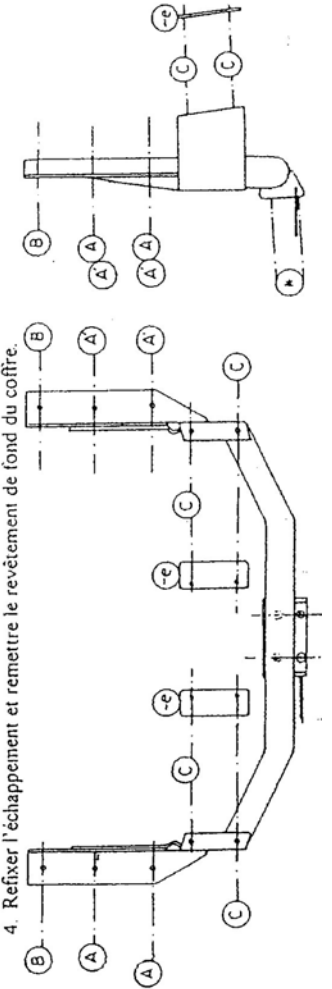 4. Refixer l'échappement et remettre le revêtement de fond du coffre.
B
A
A
C
C
-e
-e
C
C
B
A'
A'
B
A' A
A' A
C
C
-e